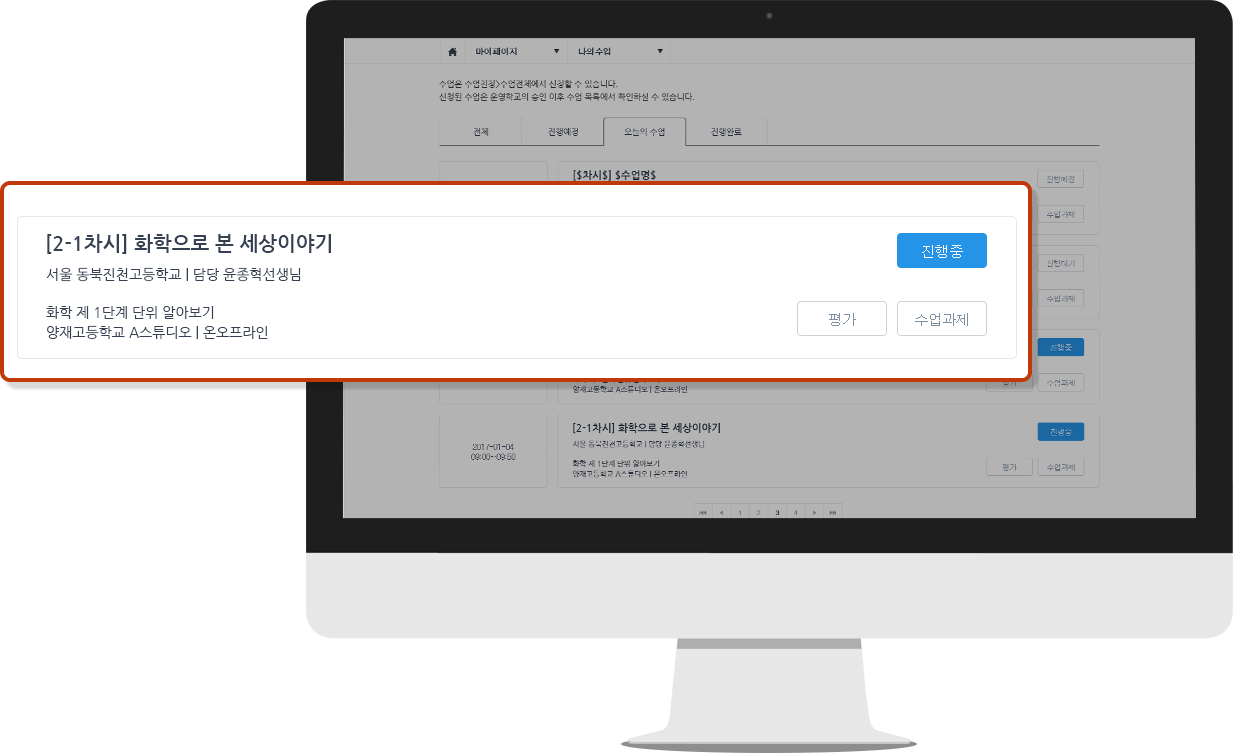 마이페이지 ▼ 나의수업 ▼
수업은 수업신청>수업전체에서 신청할 수 있습니다.
신청된 수업은 운영학교의 승인 이후 수업 목록에서 확인하실 수 있습니다.
전체 진행예정 오늘의 수업 진행완료
[$차시$] $수업명$
진행예정
수업과제
[2-1차시] 화학으로 본 세상이야기
진행중
서울 동북진천고등학교 | 담당 윤종혁선생님
화학 제 1단계 단위 알아보기
평가 수업과제
양재고등학교 A스튜디오 | 온오프라인
진행대기
수업과제
진행중
평가 수업과제
양재고등학교 A스튜디오 | 온오프라인
[2-1차시] 화학으로 본 세상이야기
진행중
서울 동북진천고등학교 | 담당 윤종혁선생님
2017-01-04
09:00~09:50
화학 제 1단계 단위 알아보기
평가 수업과제
양재고등학교 A스튜디오 | 온오프라인
1 2 3 4